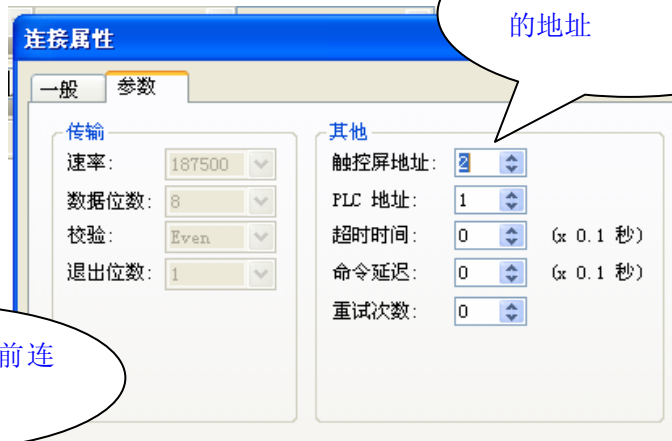 的地址
连接属性
一般 参数
传输
速率: 187500
数据位数: 8
校验: Even
退出位数: 1
其他
触控屏地址: 2
PLC 地址: 1
超时时间: 0 (x 0.1 秒)
命令延迟: 0 (x 0.1 秒)
重试次数: 0
前连